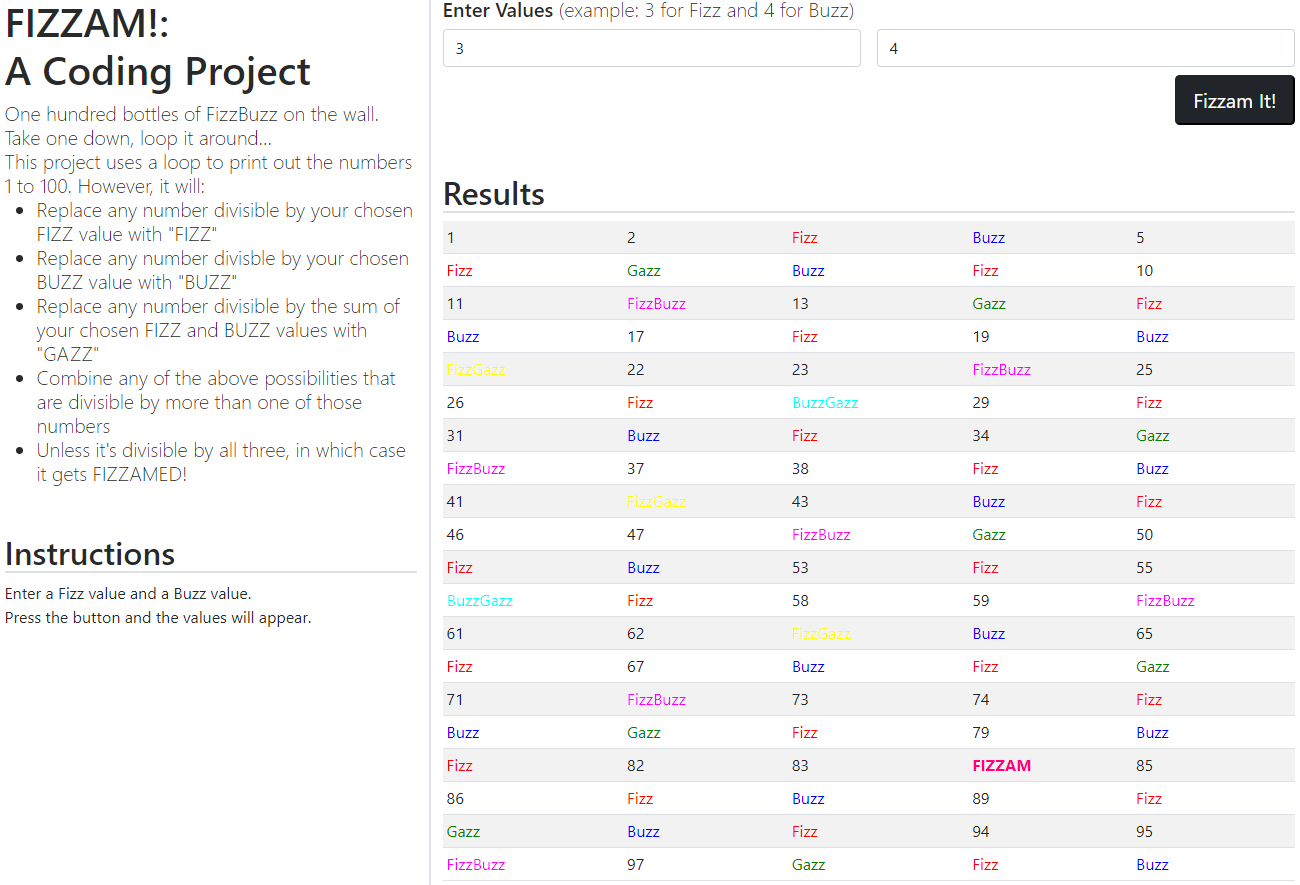 FIZZAM!:
A Coding Project
One hundred bottles of FizzBuzz on the wall.
Take one down, loop it around...
This project uses a loop to print out the numbers
1 to 100. However, it will:
Replace any number divisible by your chosen
FIZZ value with "FIZZ"
Replace any number divisble by your chosen
BUZZ value with "BUZZ"
Replace any number divisible by the sum of
your chosen FIZZ and BUZZ values with
"GAZZ"
Combine any of the above possibilities that
are divisible by more than one of those
numbers
Unless it's divisible by all three, in which case
it gets FIZZAMED!
Instructions
Enter a Fizz value and a Buzz value.
Press the button and the values will appear.
Enter Values (example: 3 for Fizz and 4 for Buzz)
3 4
Fizzam It!
Results
1 2 Fizz Buzz 5
Fizz Gazz Buzz Fizz 10
11 FizzBuzz 13 Gazz Fizz
Buzz 17 Fizz 19 Buzz
FizzGazz 22 23 FizzBuzz 25
26 Fizz BuzzGazz 29 Fizz
31 Buzz Fizz 34 Gazz
FizzBuzz 37 38 Fizz Buzz
41 FizzGazz 43 Buzz Fizz
46 47 FizzBuzz Gazz 50
Fizz Buzz 53 Fizz 55
BuzzGazz Fizz 58 59 FizzBuzz
61 62 FizzGazz Buzz 65
Fizz 67 Buzz Fizz Gazz
71 FizzBuzz 73 74 Fizz
Buzz Gazz Fizz 79 Buzz
Fizz 82 83 FIZZAM 85
86 Fizz Buzz 89 Fizz
Gazz Buzz Fizz 94 95
FizzBuzz 97 Gazz Fizz Buzz